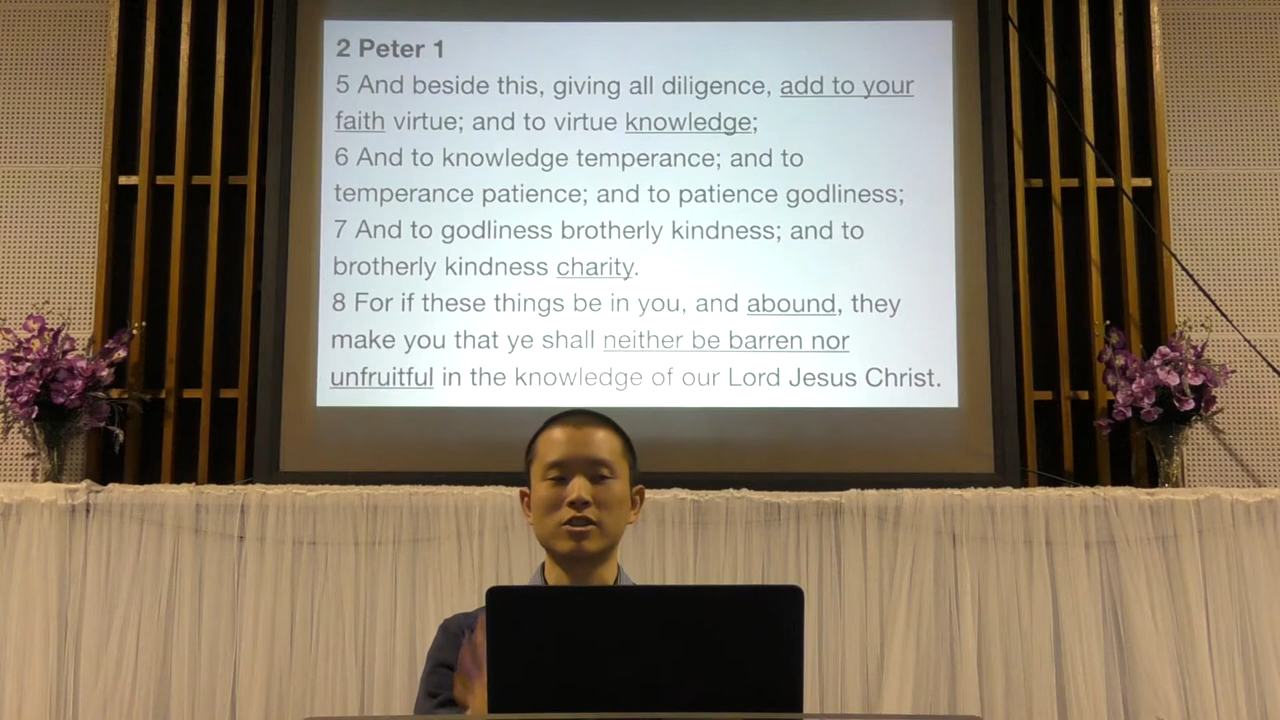 2 Peter 1
5 And beside this, giving all diligence, add to your
faith virtue; and to virtue knowledge;
6 And to knowledge temperance; and to
temperance patience; and to patience godliness;
7 And to godliness brotherly kindness; and to
brotherly kindness charity.
8 For if these things be in you, and abound, they
make you that ye shall neither be barren nor
unfruitful in the knowledge of our Lord Jesus Christ.